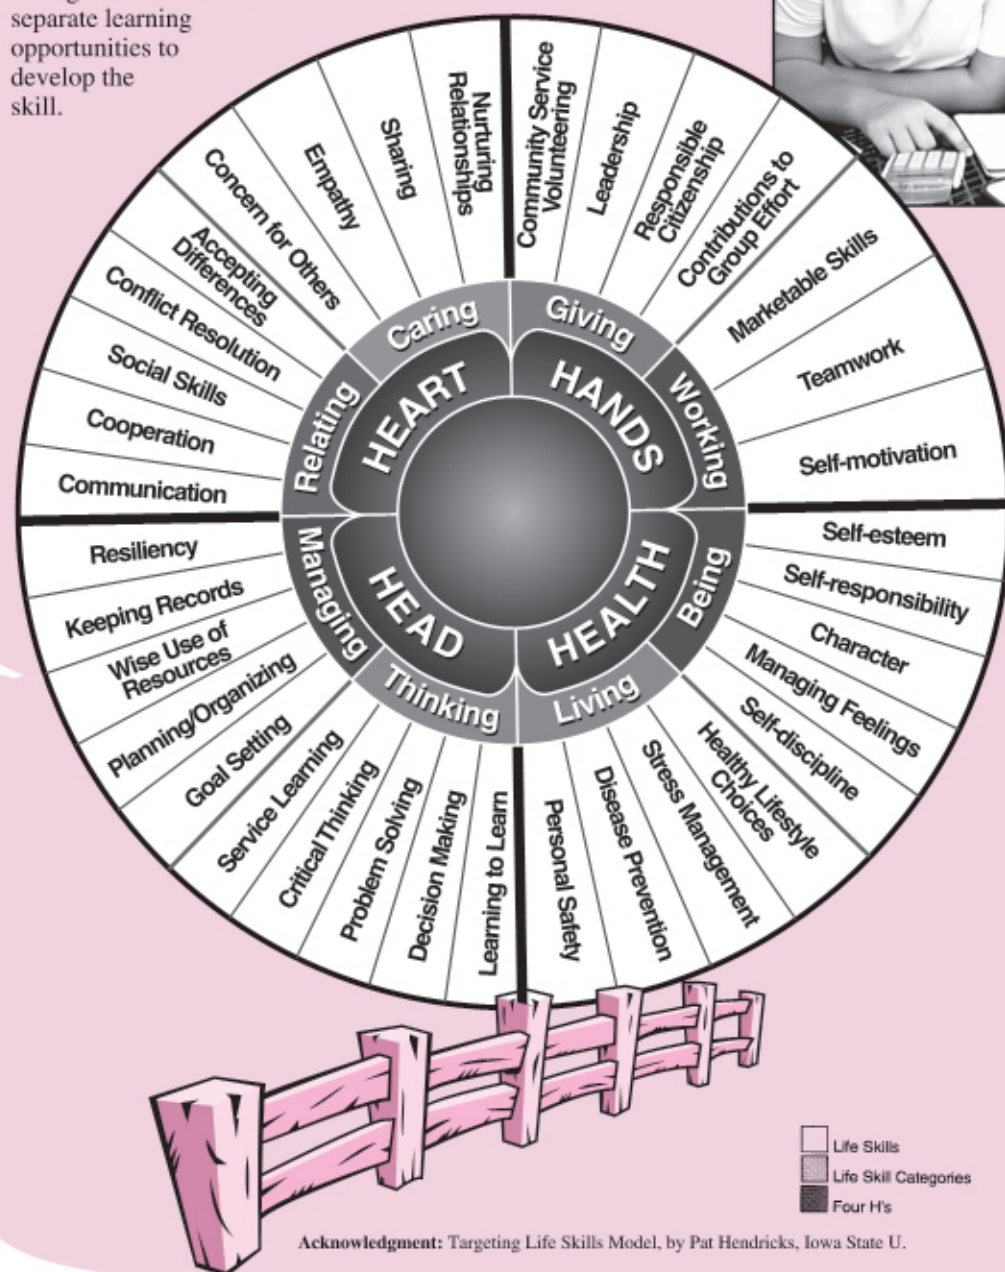 separate learning
opportunities to
develop the
skill.
Nurturing
Relationships
Sharing
Empathy
Concern for Others
Accepting
Differences
Conflict Resolution
Social Skills
Cooperation
Communication
Community Service
Volunteering
Leadership
Responsible
Citizenship
Contributions to
Group Effort
Marketable Skills
Teamwork
Self-motivation
Caring
Relating
HEART
Giving
Working
HANDS
Managing
Thinking
HEAD
Being
Living
HEALTH
Resiliency
Keeping Records
Wise Use of
Resources
Planning/Organizing
Goal Setting
Service Learning
Critical Thinking
Problem Solving
Decision Making
Learning to Learn
Self-esteem
Self-responsibility
Character
Managing Feelings
Self-discipline
Healthy Lifestyle
Choices
Stress Management
Disease Prevention
Personal Safety
Life Skills
Life Skill Categories
Four H's
Acknowledgment: Targeting Life Skills Model, by Pat Hendricks, Iowa State U.